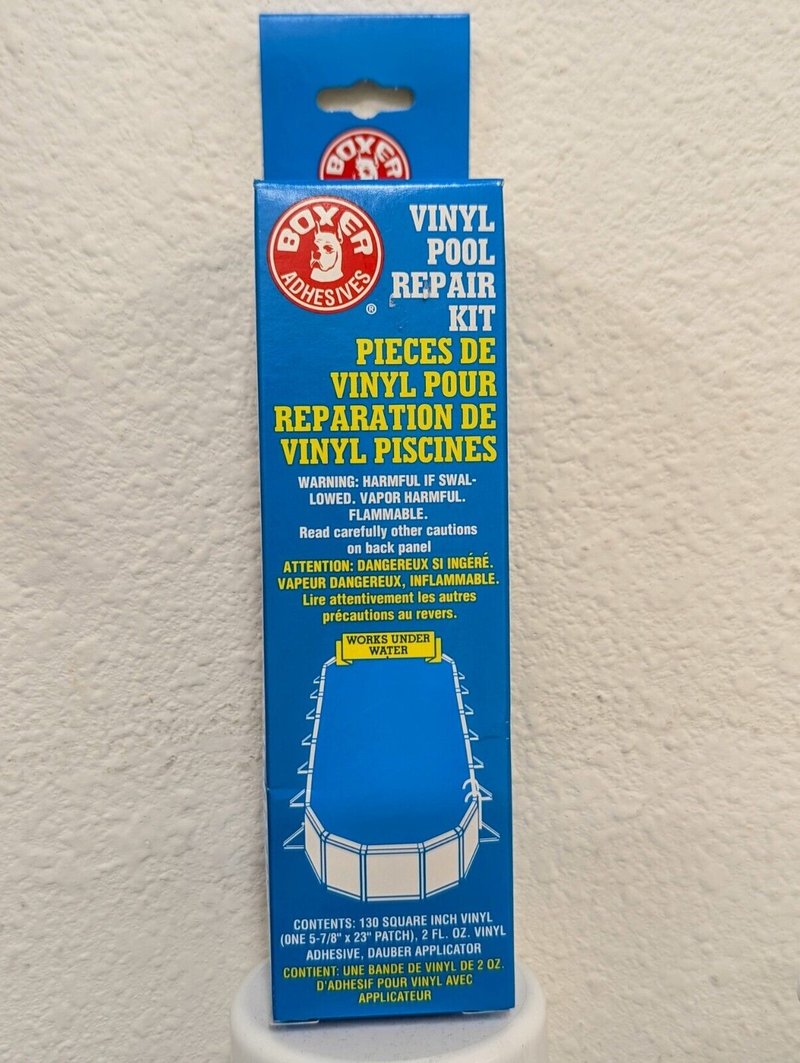 BOXER
BOXER
ADHESIVES
®
VINYL
POOL
REPAIR
KIT
PIECES DE
VINYL POUR
REPARATION DE
VINYL PISCINES
WARNING: HARMFUL IF SWAL-
LOWED. VAPOR HARMFUL.
FLAMMABLE.
Read carefully other cautions
on back panel
ATTENTION: DANGEREUX SI INGÉRÉ.
VAPEUR DANGEREUX, INFLAMMABLE.
Lire attentivement les autres
précautions au revers.
WORKS UNDER
WATER
CONTENTS: 130 SQUARE INCH VINYL
(ONE 5-7/8" x 23" PATCH), 2 FL. OZ. VINYL
ADHESIVE, DAUBER APPLICATOR
CONTIENT: UNE BANDE DE VINYL DE 2 OZ.
D'ADHESIF POUR VINYL AVEC
APPLICATEUR